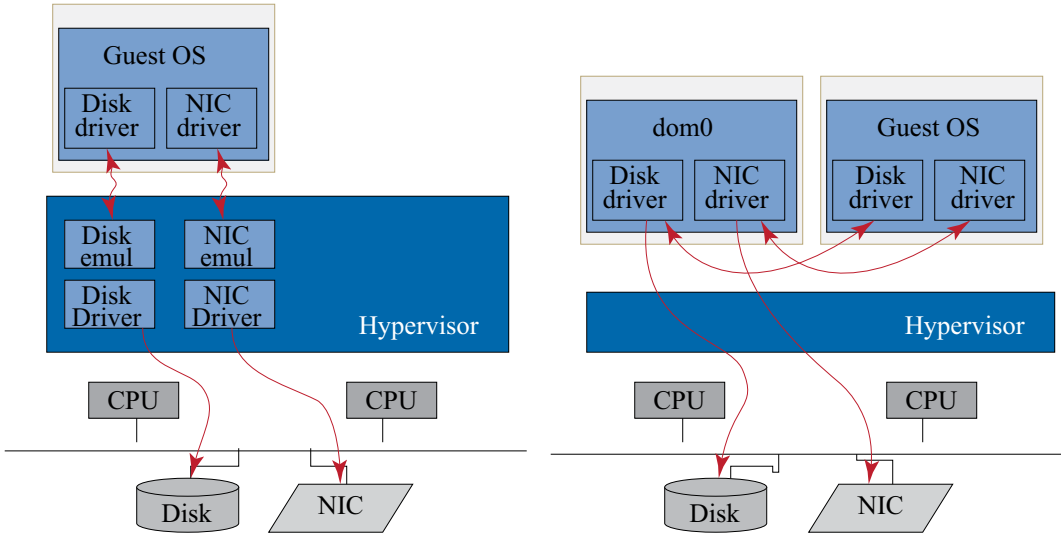 Guest OS
Disk
driver
NIC
driver
Disk
emul
NIC
emul
Disk
Driver
NIC
Driver
Hypervisor
CPU
CPU
Disk
NIC
dom0
Disk
driver
NIC
driver
Guest OS
Disk
driver
NIC
driver
Hypervisor
CPU
CPU
Disk
NIC